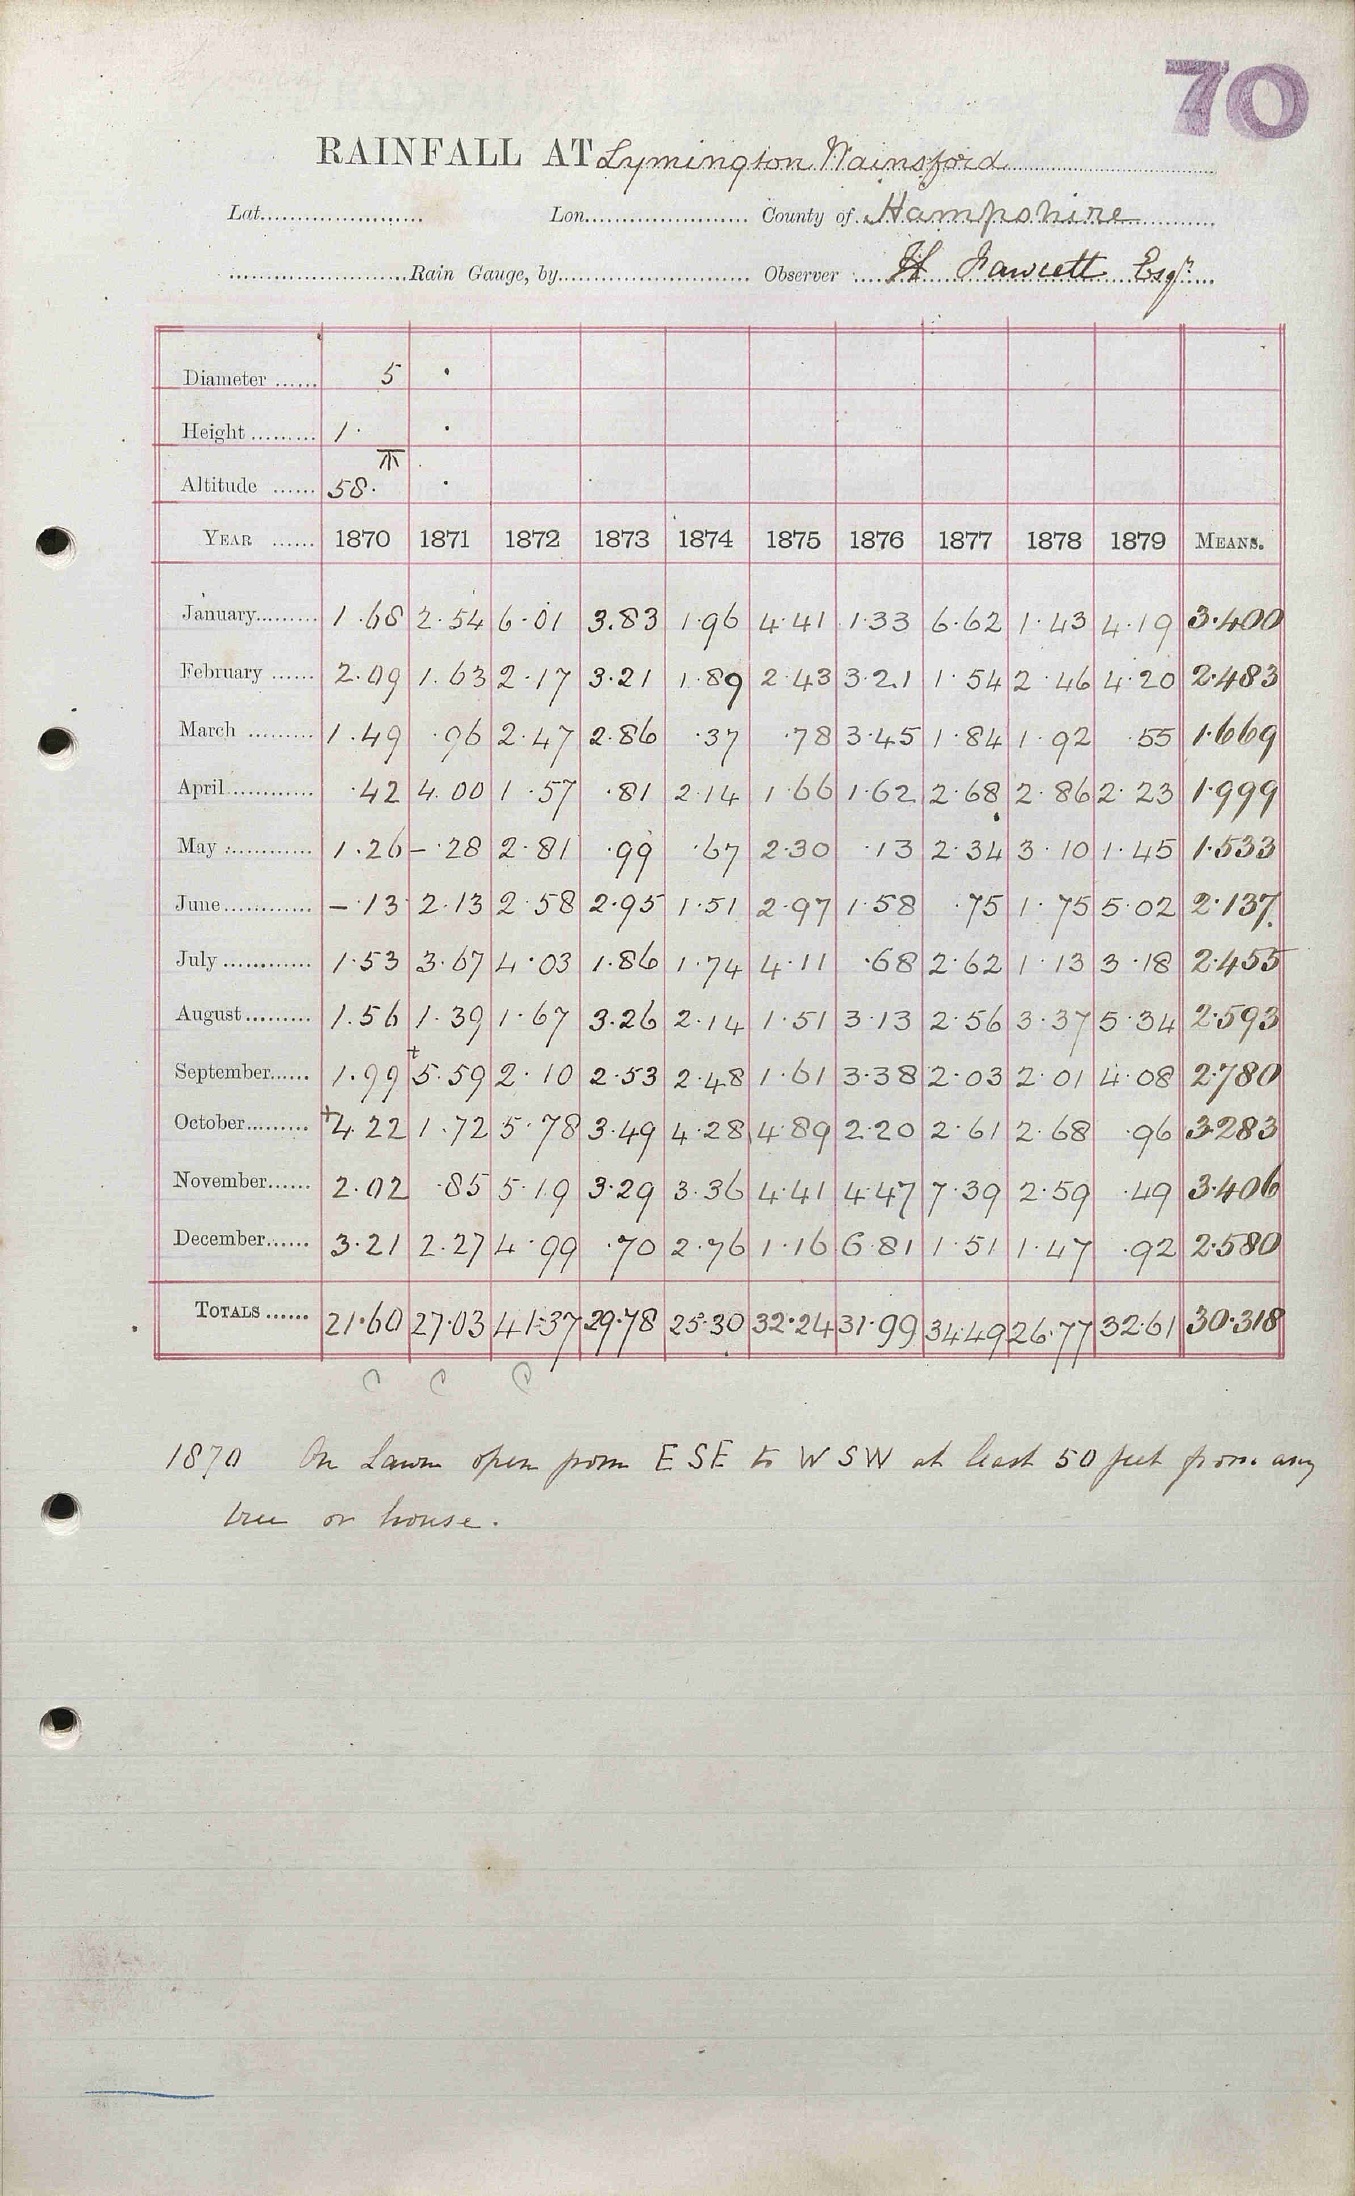 70
RAINFALL AT Lymington Wainsford
Lat. Lon. County of Hampshire
Rain Gauge, by Observer H Fawcett Esqr.
Diameter 5 ·
Height 1· ·
Altitude 58· ·
YEAR 1870 1871 1872 1873 1874 1875 1876 1877 1878 1879 MEANS.
January 1.68 2.54 6.01 3.83 1.96 4.41 1.33 6.62 1.43 4.19 3.400
February 2.09 1.63 2.17 3.21 1.89 2.43 3.21 1.54 2.46 4.20 2.483
March 1.49 .96 2.47 2.86 .37 .78 3.45 1.84 1.92 .55 1.669
April .42 4.00 1.57 .81 2.14 1.66 1.62 2.68 2.86 2.23 1.999
May 1.26 – .28 2.81 .99 .67 2.30 .13 2.34 3.10 1.45 1.533
June – .13 2.13 2.58 2.95 1.51 2.97 1.58 .75 1.75 5.02 2.137
July 1.53 3.67 4.03 1.86 1.74 4.11 .68 2.62 1.13 3.18 2.455
August 1.56 1.39 1.67 3.26 2.14 1.51 3.13 2.56 3.37 5.34 2.593
September 1.99 +5.59 2.10 2.53 2.48 1.61 3.38 2.03 2.01 4.08 2.780
October +4.22 1.72 5.78 3.49 4.28 4.89 2.20 2.61 2.68 .96 3.283
November 2.02 .85 5.19 3.29 3.36 4.41 4.47 7.39 2.59 .49 3.406
December 3.21 2.27 4.99 .70 2.76 1.16 6.81 1.51 1.47 .92 2.580
TOTALS 21.60 27.03 41.37 29.78 25.30 32.24 31.99 34.49 26.77 32.61 30.318
C C
1870 On Lawn open from E SE to W SW at least 50 feet from any
tree or house.